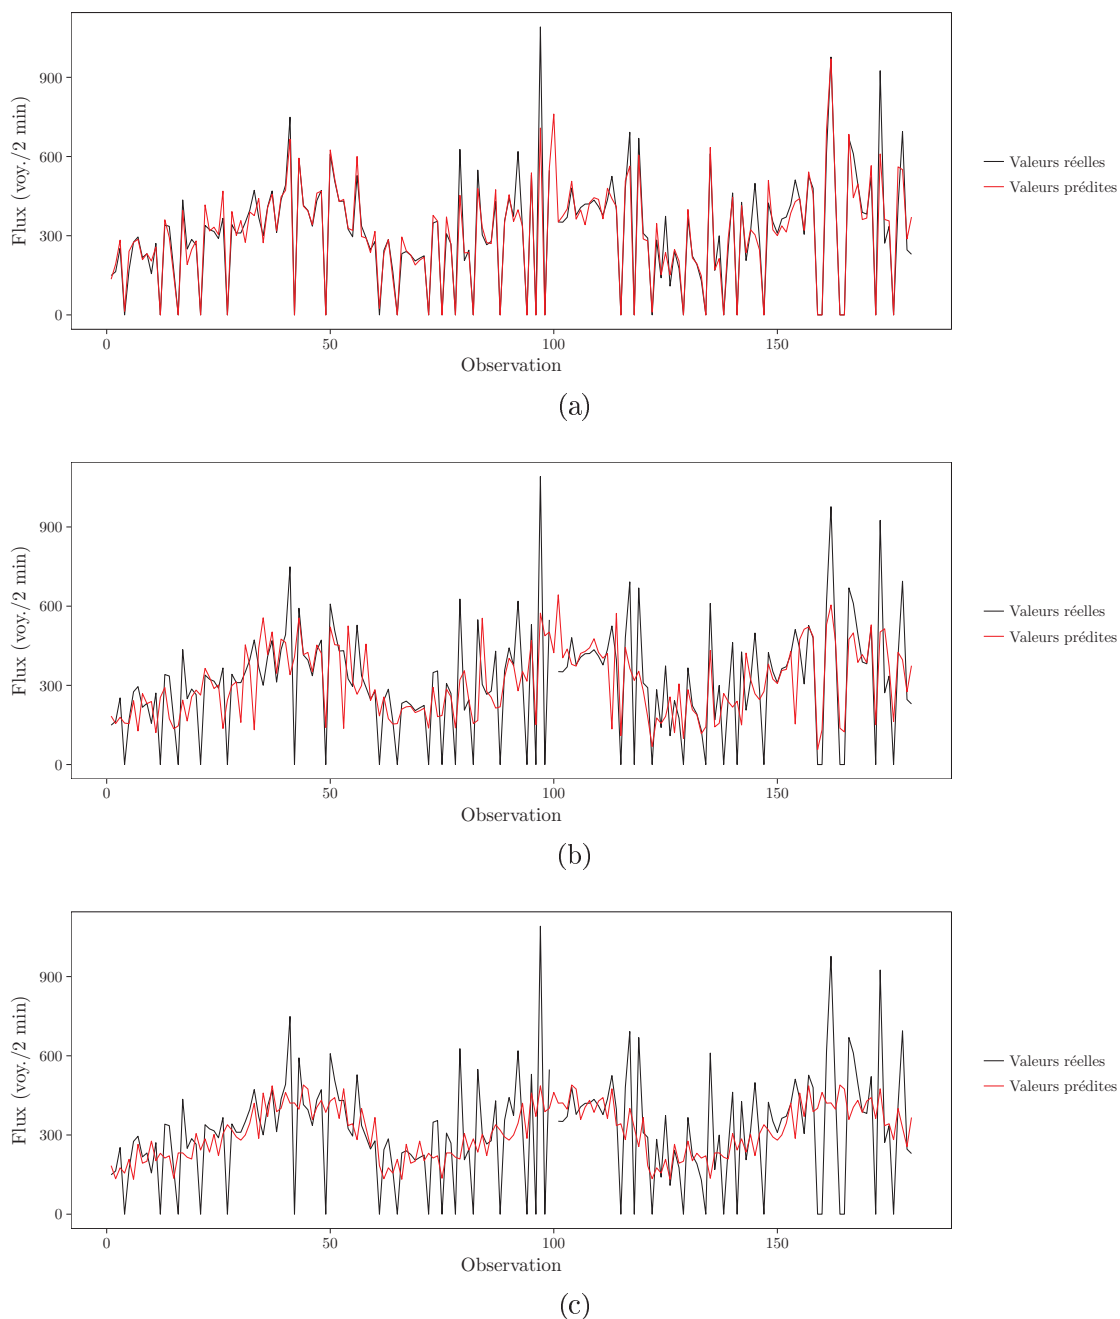 900
600
300
0
Flux (voy./2 min)
0
50
100
150
Observation
Valeurs réelles
Valeurs prédites
(a)
900
600
300
0
Flux (voy./2 min)
0
50
100
150
Observation
Valeurs réelles
Valeurs prédites
(b)
900
600
300
0
Flux (voy./2 min)
0
50
100
150
Observation
Valeurs réelles
Valeurs prédites
(c)